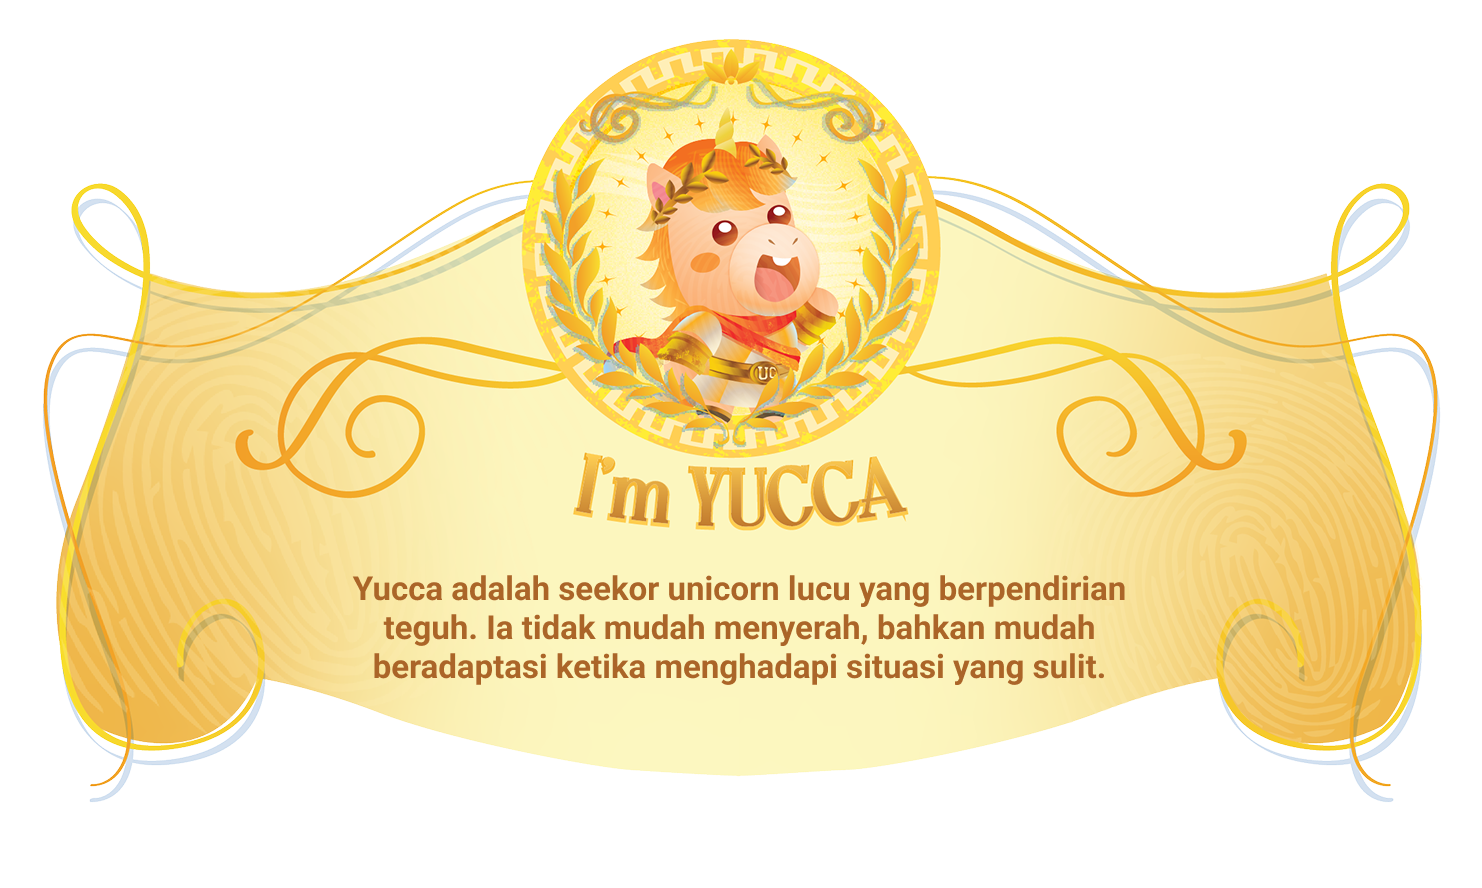 UC
I'm YUCCA
Yucca adalah seekor unicorn lucu yang berpendirian
teguh. Ia tidak mudah menyerah, bahkan mudah
beradaptasi ketika menghadapi situasi yang sulit.